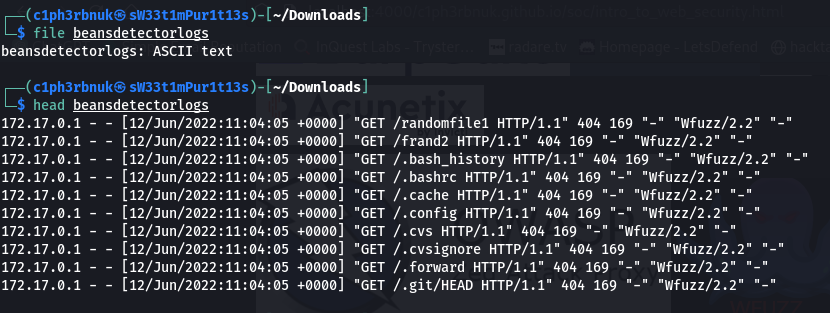 ┌──(c1ph3rbnuk㉿sW33t1mPur1t13s)-[~/Downloads]
└─$ file beansdetectorlogs
beansdetectorlogs: ASCII text
┌──(c1ph3rbnuk㉿sW33t1mPur1t13s)-[~/Downloads]
└─$ head beansdetectorlogs
172.17.0.1 - - [12/Jun/2022:11:04:05 +0000] "GET /randomfile1 HTTP/1.1" 404 169 "-" "Wfuzz/2.2" "-"
172.17.0.1 - - [12/Jun/2022:11:04:05 +0000] "GET /frand2 HTTP/1.1" 404 169 "-" "Wfuzz/2.2" "-"
172.17.0.1 - - [12/Jun/2022:11:04:05 +0000] "GET /.bash_history HTTP/1.1" 404 169 "-" "Wfuzz/2.2" "-"
172.17.0.1 - - [12/Jun/2022:11:04:05 +0000] "GET /.bashrc HTTP/1.1" 404 169 "-" "Wfuzz/2.2" "-"
172.17.0.1 - - [12/Jun/2022:11:04:05 +0000] "GET /.cache HTTP/1.1" 404 169 "-" "Wfuzz/2.2" "-"
172.17.0.1 - - [12/Jun/2022:11:04:05 +0000] "GET /.config HTTP/1.1" 404 169 "-" "Wfuzz/2.2" "-"
172.17.0.1 - - [12/Jun/2022:11:04:05 +0000] "GET /.cvs HTTP/1.1" 404 169 "-" "Wfuzz/2.2" "-"
172.17.0.1 - - [12/Jun/2022:11:04:05 +0000] "GET /.cvsignore HTTP/1.1" 404 169 "-" "Wfuzz/2.2" "-"
172.17.0.1 - - [12/Jun/2022:11:04:05 +0000] "GET /.forward HTTP/1.1" 404 169 "-" "Wfuzz/2.2" "-"
172.17.0.1 - - [12/Jun/2022:11:04:05 +0000] "GET /.git/HEAD HTTP/1.1" 404 169 "-" "Wfuzz/2.2" "-"